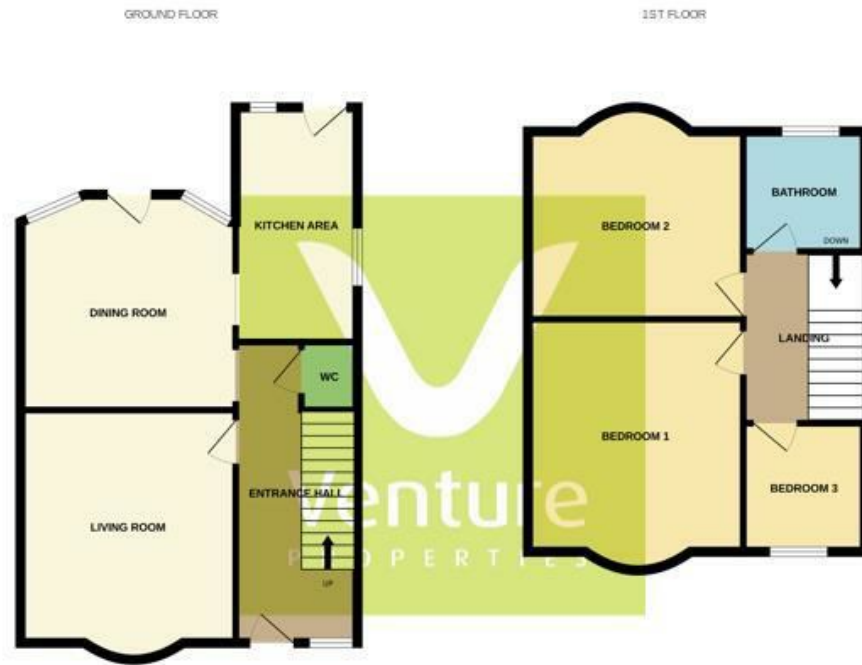 GROUND FLOOR
1ST FLOOR
KITCHEN AREA
DINING ROOM
WC
ENTRANCE HALL
LIVING ROOM
UP
BATHROOM
DOWN
BEDROOM 2
LANDING
BEDROOM 1
BEDROOM 3
Venture
PROPERTIES